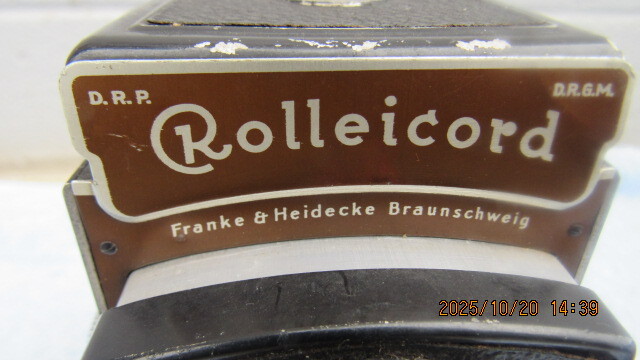 D.R.P. D.R.G.M.
Rolleicord
Franke & Heidecke Braunschweig
2025/10/20 14:39